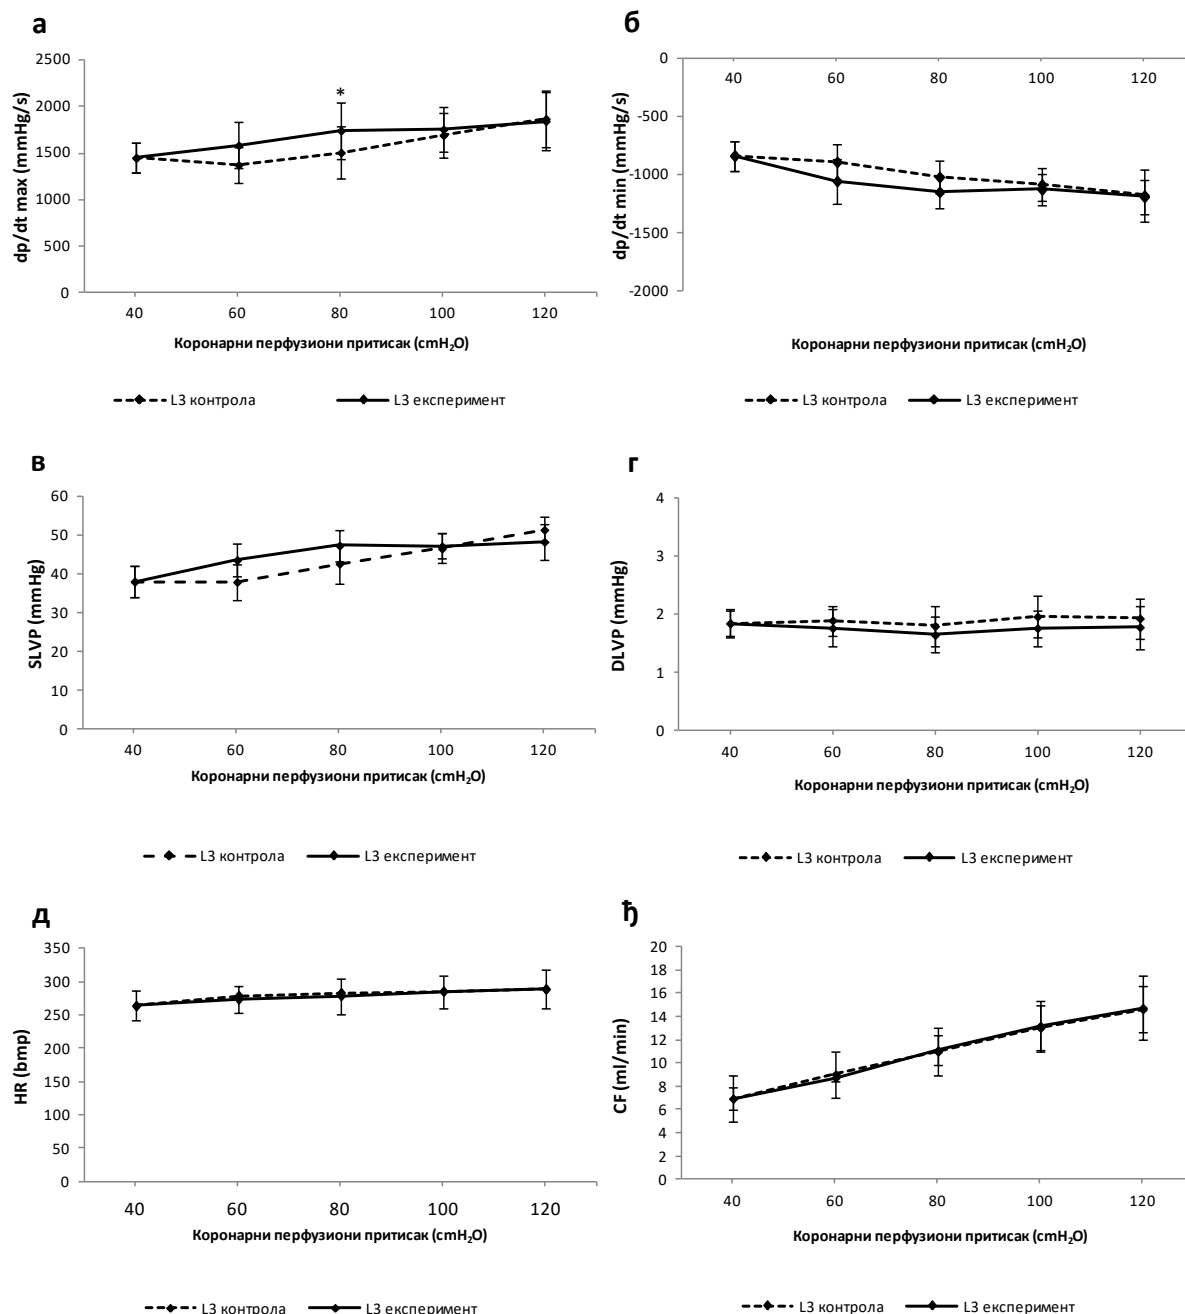 а
dp/dt max (mmHg/s)
2500
2000
1500
1000
500
0
*
40 60 80 100 120
Коронарни перфузиони притисак (cmH₂O)
L3 контрола L3 експеримент
б
dp/dt min (mmHg/s)
0
-500
-1000
-1500
-2000
40 60 80 100 120
Коронарни перфузиони притисак (cmH₂O)
L3 контрола L3 експеримент
в
SLVP (mmHg)
60
50
40
30
20
10
0
40 60 80 100 120
Коронарни перфузиони притисак (cmH₂O)
L3 контрола L3 експеримент
г
DLVP (mmHg)
4
3
2
1
0
40 60 80 100 120
Коронарни перфузиони притисак (cmH₂O)
L3 контрола L3 експеримент
д
HR (bmp)
350
300
250
200
150
100
50
0
40 60 80 100 120
Коронарни перфузиони притисак (cmH₂O)
L3 контрола L3 експеримент
ђ
CF (ml/min)
20
18
16
14
12
10
8
6
4
2
0
40 60 80 100 120
Коронарни перфузиони притисак (cmH₂O)
L3 контрола L3 експеримент